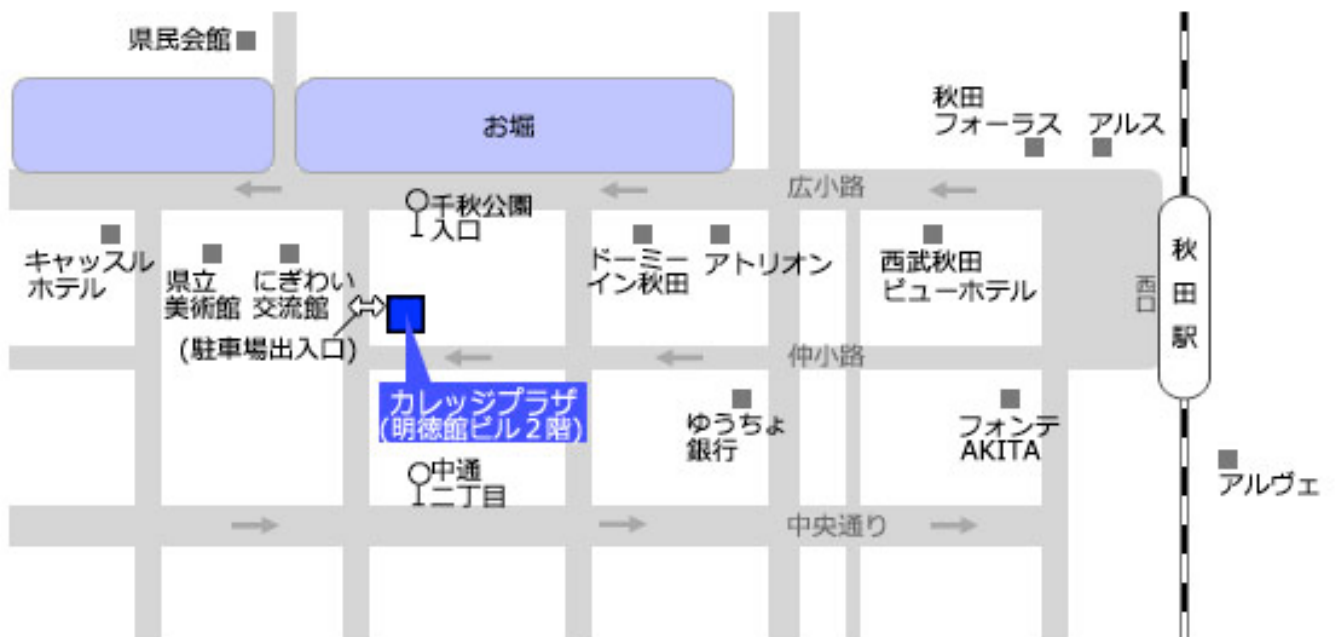 県民会館
お堀
秋田
フォーラス
アルス
広小路
千秋公園
入口
キャッスル
ホテル
県立
美術館
にぎわい
交流館
ドーミー
イン秋田
アトリオン
西武秋田
ビューホテル
西口
秋田駅
(駐車場出入口)
仲小路
カレッジプラザ
(明徳館ビル２階)
ゆうちょ
銀行
フォンテ
AKITA
アルヴェ
中通
二丁目
中央通り